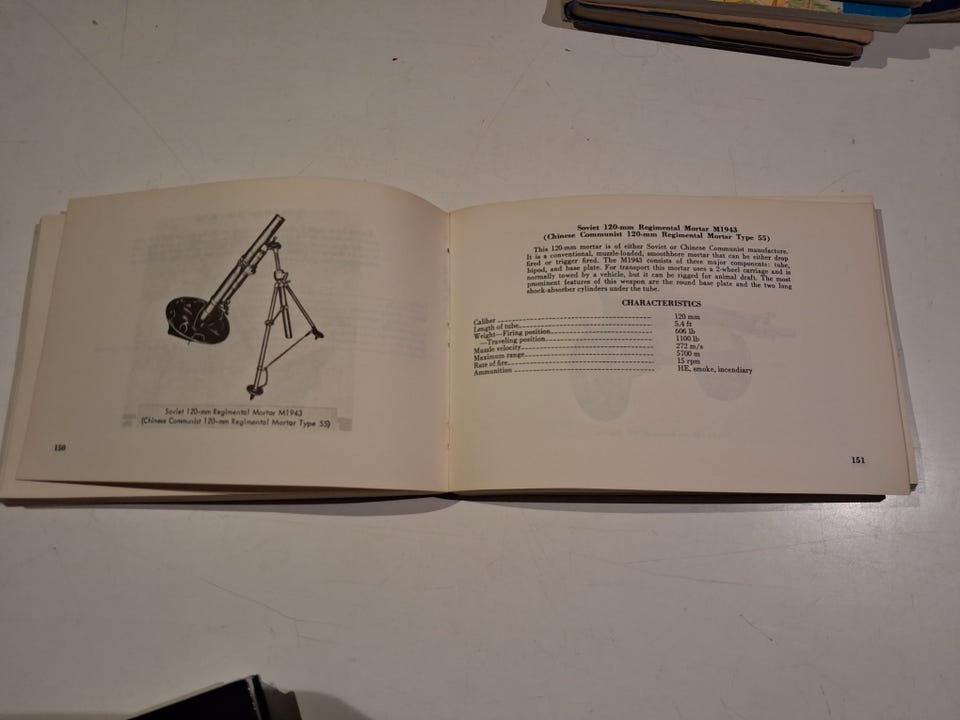 Soviet 120-mm Regimental Mortar M1943
(Chinese Communist 120-mm Regimental Mortar Type 55)
150
Soviet 120-mm Regimental Mortar M1943
(Chinese Communist 120-mm Regimental Mortar Type 55)
This 120-mm mortar is of either Soviet or Chinese Communist manufacture.
It is a conventional, muzzle-loaded, smoothbore mortar that can be either drop
fired or trigger fired. The M1943 consists of three major components: tube,
bipod, and base plate. For transport this mortar uses a 2-wheel carriage and is
normally towed by a vehicle, but it can be rigged for animal draft. The most
prominent features of this weapon are the round base plate and the two long
shock-absorber cylinders under the tube.
CHARACTERISTICS
Caliber 120 mm
Length of tube 5.4 ft
Weight—Firing position 606 lb
—Traveling position 1100 lb
Muzzle velocity 272 m/s
Maximum range 5700 m
Rate of fire 15 rpm
Ammunition HE, smoke, incendiary
151